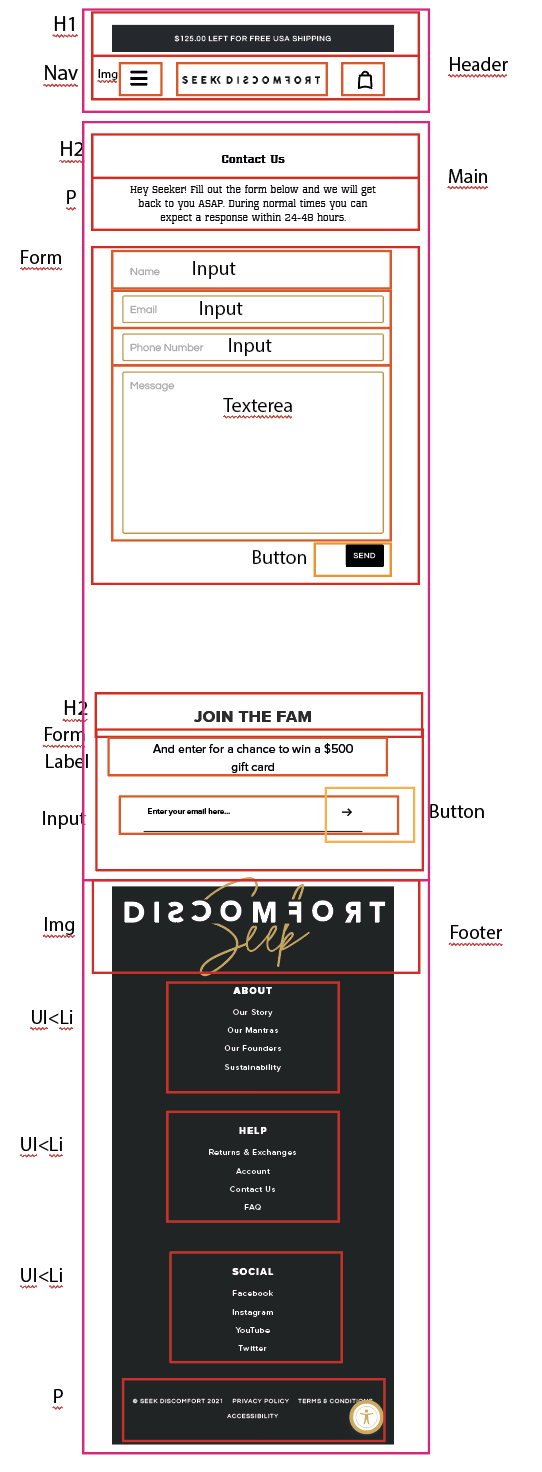 H1
$125.00 LEFT FOR FREE USA SHIPPING
Header
Nav
Img
SEEK DISCOMFORT
H2
Contact Us
Main
P
Hey Seeker! Fill out the form below and we will get
back to you ASAP. During normal times you can
expect a response within 24-48 hours.
Form
Name
Input
Email
Input
Phone Number
Input
Message
Texterea
Button
SEND
H2
JOIN THE FAM
Form
Label
And enter for a chance to win a $500
gift card
Input
Enter your email here...
Button
Img
DISCOMFORT
Seek
Footer
Ul<Li
ABOUT
Our Story
Our Mantras
Our Founders
Sustainability
Ul<Li
HELP
Returns & Exchanges
Account
Contact Us
FAQ
Ul<Li
SOCIAL
Facebook
Instagram
YouTube
Twitter
P
© SEEK DISCOMFORT 2021 PRIVACY POLICY TERMS & CONDITIONS
ACCESSIBILITY